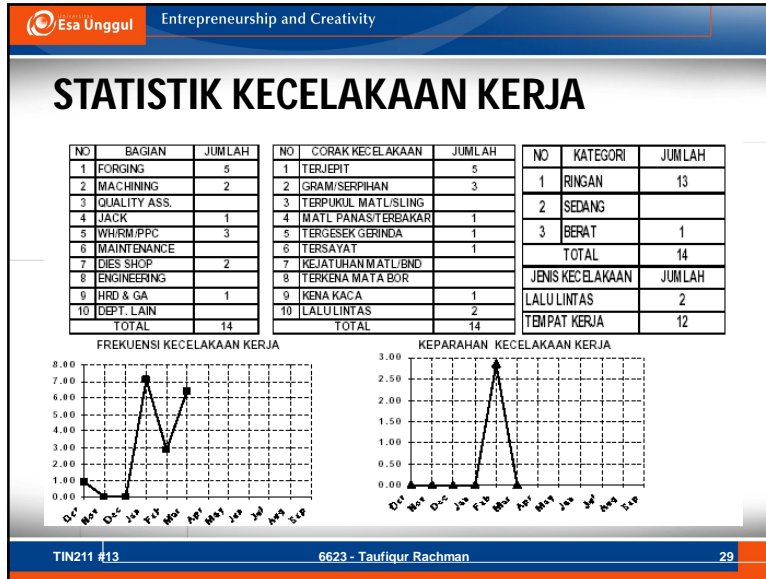 Universitas
Esa Unggul
Entrepreneurship and Creativity
STATISTIK KECELAKAAN KERJA
NO BAGIAN JUMLAH
1 FORGING 5
2 MACHINING 2
3 QUALITY ASS.
4 JACK 1
5 WH/RM/PPC 3
6 MAINTENANCE
7 DIES SHOP 2
8 ENGINEERING
9 HRD & GA 1
10 DEPT. LAIN
TOTAL 14
NO CORAK KECELAKAAN JUMLAH
1 TERJEPIT 5
2 GRAM/SERPIHAN 3
3 TERPUKUL MATL/SLING
4 MATL PANAS/TERBAKAR 1
5 TERGESEK GERINDA 1
6 TERSAYAT 1
7 KEJATUHAN MATL/BND
8 TERKENA MATA BOR
9 KENA KACA 1
10 LALU LINTAS 2
TOTAL 14
NO KATEGORI JUMLAH
1 RINGAN 13
2 SEDANG
3 BERAT 1
TOTAL 14
JENIS KECELAKAAN JUMLAH
LALU LINTAS 2
TEMPAT KERJA 12
FREKUENSI KECELAKAAN KERJA
8.00
7.00
6.00
5.00
4.00
3.00
2.00
1.00
0.00
Oct Nov Dec Jan Feb Mar Apr May Jun Jul Aug Sep
KEPARAHAN KECELAKAAN KERJA
3.00
2.50
2.00
1.50
1.00
0.50
0.00
Oct Nov Dec Jan Feb Mar Apr May Jun Jul Aug Sep
TIN211 #13
6623 - Taufiqur Rachman
29